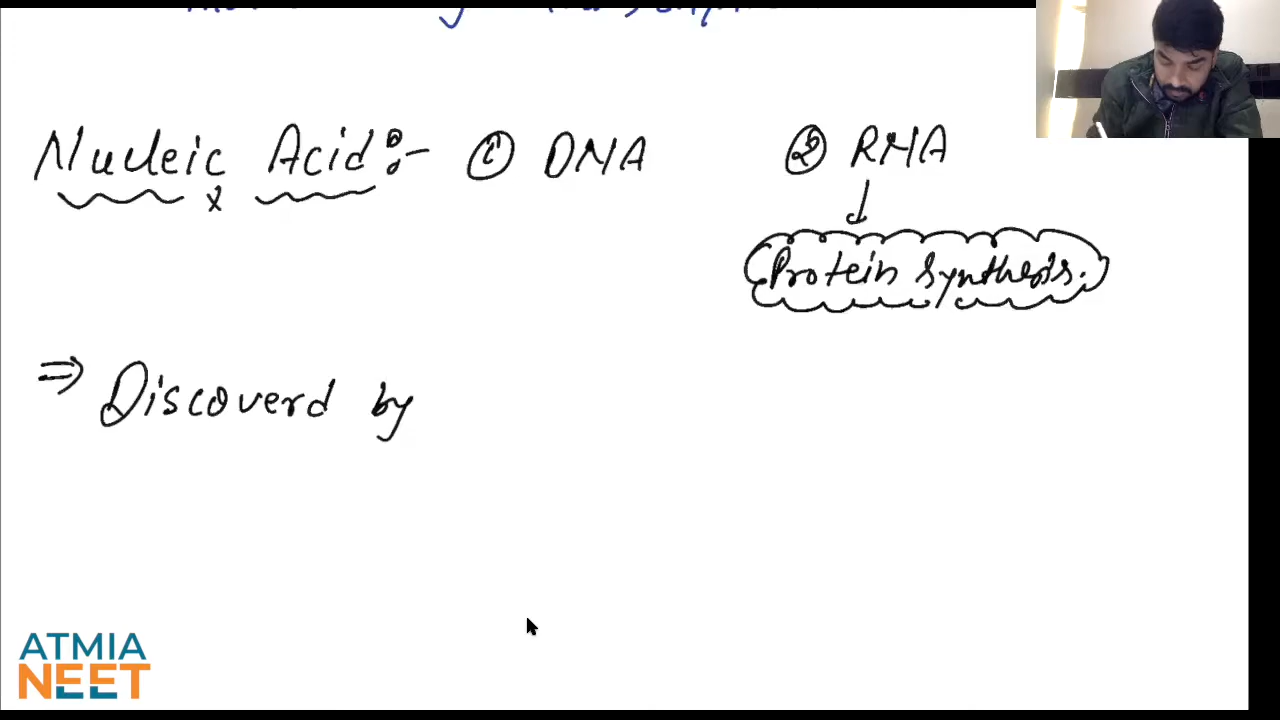 Nucleic Acid:- ① DNA ② RNA
Protein synthesis.
⇒ Discoverd by
ATMIA
NEET